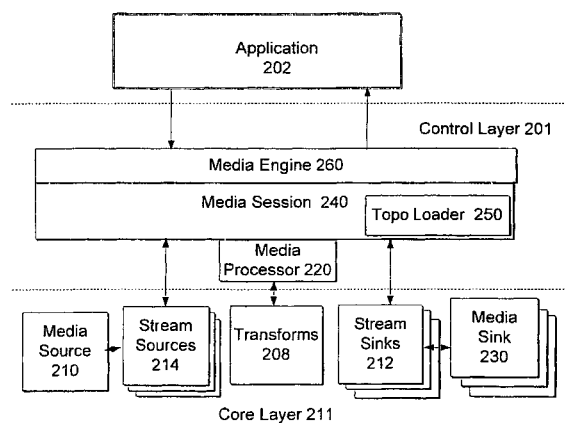 Application
202
Control Layer 201
Media Engine 260
Media Session 240
Topo Loader 250
Media
Processor 220
Media
Source
210
Stream
Sources
214
Transforms
208
Stream
Sinks
212
Media
Sink
230
Core Layer 211